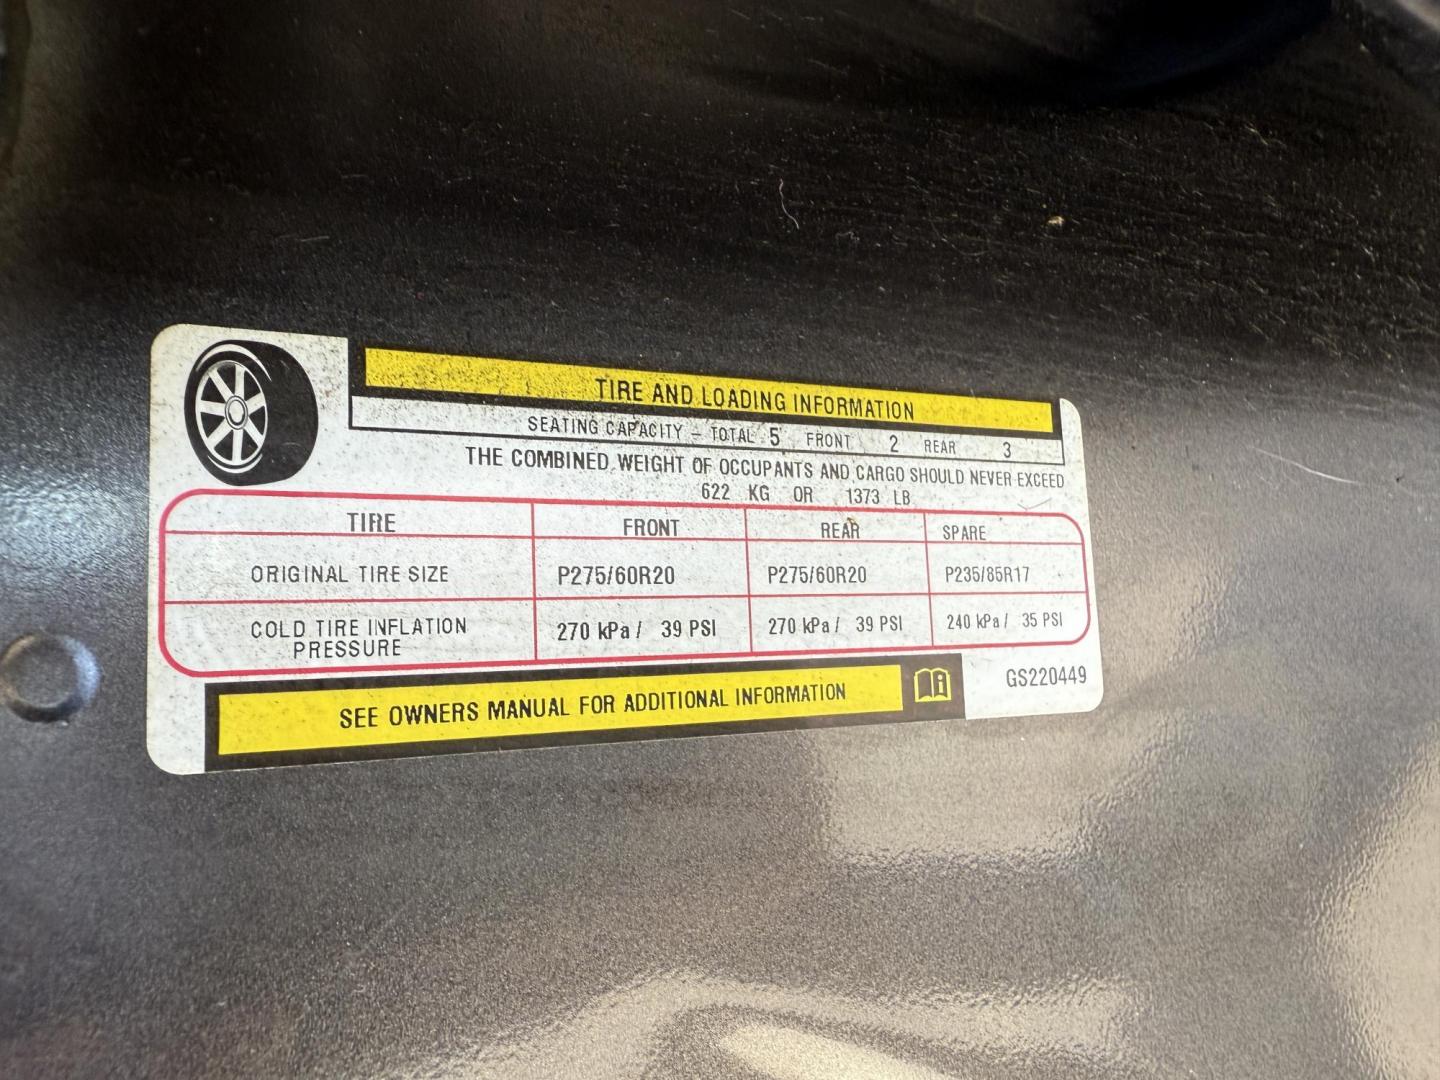 TIRE AND LOADING INFORMATION
SEATING CAPACITY – TOTAL 5 FRONT 2 REAR 3
THE COMBINED WEIGHT OF OCCUPANTS AND CARGO SHOULD NEVER EXCEED
622 KG OR 1373 LB
TIRE FRONT REAR SPARE
ORIGINAL TIRE SIZE P275/60R20 P275/60R20 P235/85R17
COLD TIRE INFLATION
PRESSURE 270 kPa / 39 PSI 270 kPa / 39 PSI 240 kPa / 35 PSI
SEE OWNERS MANUAL FOR ADDITIONAL INFORMATION
GS220449